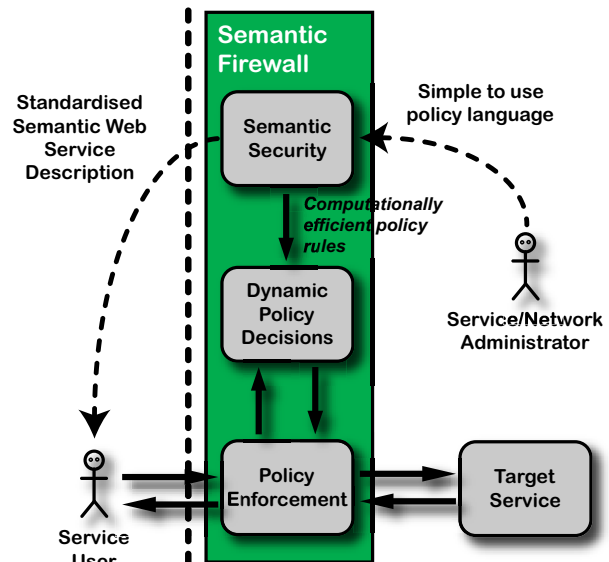 Semantic
Firewall
Standardised
Semantic Web
Service
Description
Simple to use
policy language
Semantic
Security
Computationally
efficient policy
rules
Dynamic
Policy
Decisions
Service/Network
Administrator
Policy
Enforcement
Target
Service
Service
User